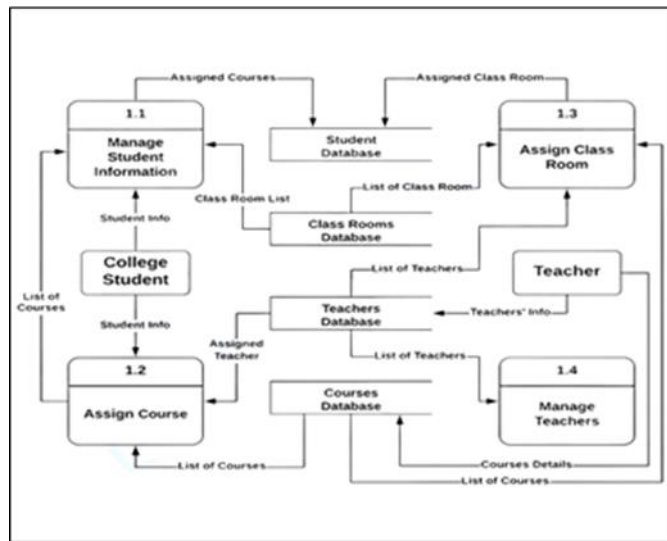 Assigned Courses
Assigned Class Room
1.1
Manage
Student
Information
Student
Database
1.3
Assign Class
Room
List of Class Room
Class Room List
Student Info
Class Rooms
Database
College
Student
List of Teachers
Teacher
List of
Courses
Student Info
Teachers
Database
Teachers' Info
Assigned
Teacher
List of Teachers
1.2
Assign Course
Courses
Database
1.4
Manage
Teachers
List of Courses
Courses Details
List of Courses